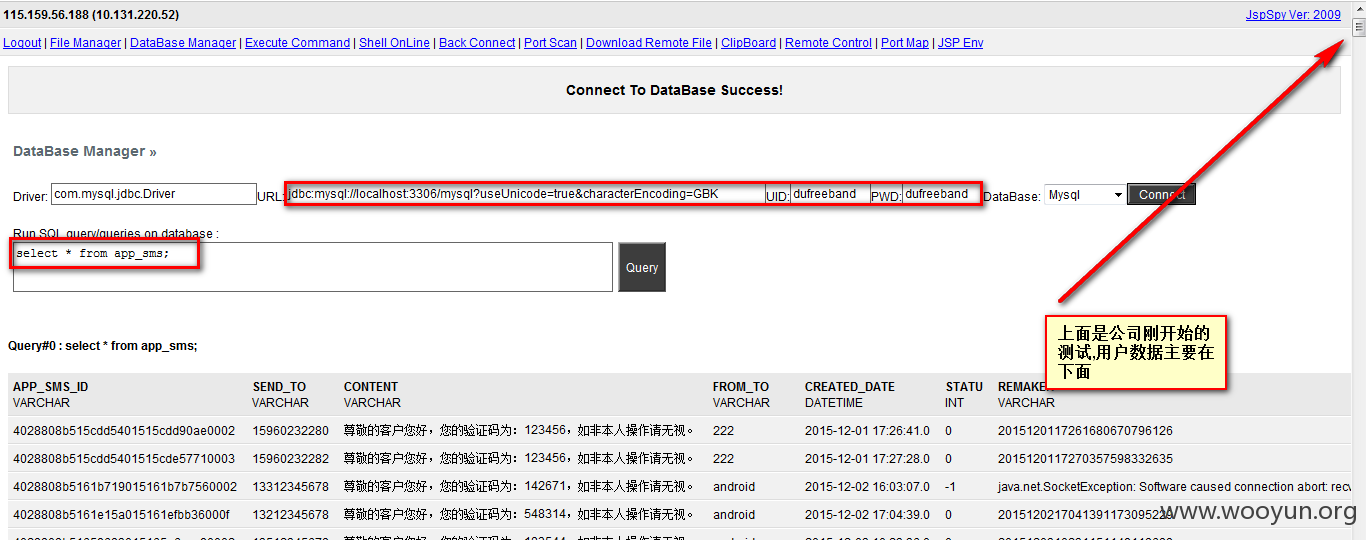 115.159.56.188 (10.131.220.52) JspSpy Ver: 2009
Logout | File Manager | DataBase Manager | Execute Command | Shell OnLine | Back Connect | Port Scan | Download Remote File | ClipBoard | Remote Control | Port Map | JSP Env
Connect To DataBase Success!
DataBase Manager »
Driver: com.mysql.jdbc.Driver URL: jdbc:mysql://localhost:3306/mysql?useUnicode=true&characterEncoding=GBK UID: dufreeband PWD: dufreeband DataBase: Mysql Connect
Run SQL query/queries on database :
select * from app_sms;
Query
上面是公司刚开始的
测试,用户数据主要在
下面
Query#0 : select * from app_sms;
APP_SMS_ID SEND_TO CONTENT FROM_TO CREATED_DATE STATU REMAKE
VARCHAR VARCHAR VARCHAR VARCHAR DATETIME INT VARCHAR
4028808b515cdd5401515cdd90ae0002 15960232280 尊敬的客户您好，您的验证码为：123456，如非本人操作请无视。 222 2015-12-01 17:26:41.0 0 2015120117261680670796126
4028808b515cdd5401515cde57710003 15960232282 尊敬的客户您好，您的验证码为：123456，如非本人操作请无视。 222 2015-12-01 17:27:28.0 0 2015120117270357598332635
4028808b5161b719015161b7b7560002 13312345678 尊敬的客户您好，您的验证码为：142671，如非本人操作请无视。 android 2015-12-02 16:03:07.0 -1 java.net.SocketException: Software caused connection abort: recv
4028808b5161e15a015161efbb36000f 13212345678 尊敬的客户您好，您的验证码为：548314，如非本人操作请无视。 android 2015-12-02 17:04:39.0 0
www.wooyun.org